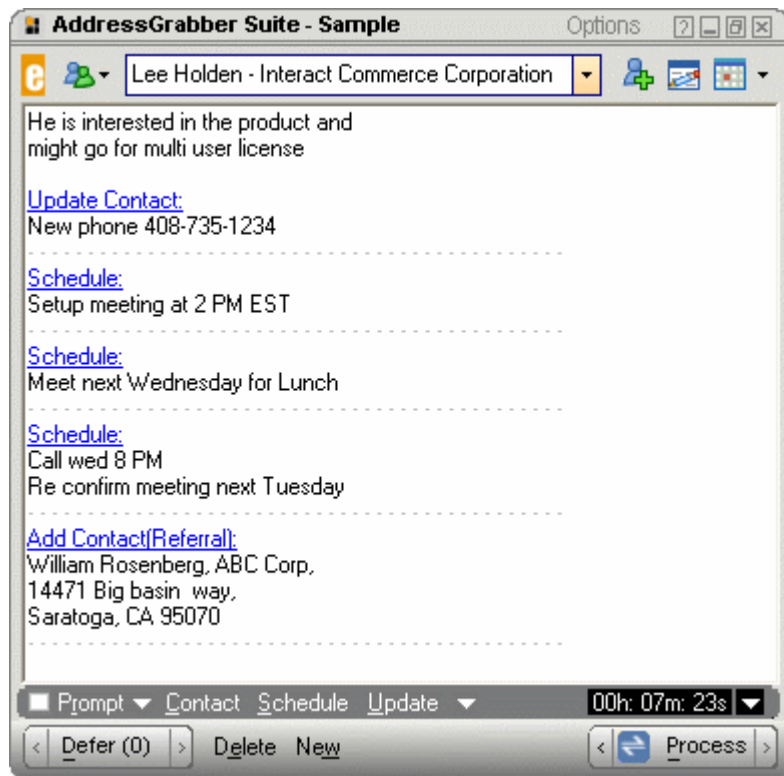 AddressGrabber Suite - Sample Options
e Lee Holden - Interact Commerce Corporation
He is interested in the product and
might go for multi user license
Update Contact:
New phone 408-735-1234
Schedule:
Setup meeting at 2 PM EST
Schedule:
Meet next Wednesday for Lunch
Schedule:
Call wed 8 PM
Re confirm meeting next Tuesday
Add Contact(Referral):
William Rosenberg, ABC Corp,
14471 Big basin way,
Saratoga, CA 95070
Prompt Contact Schedule Update 00h: 07m: 23s
< Defer (0) > Delete New < Process >